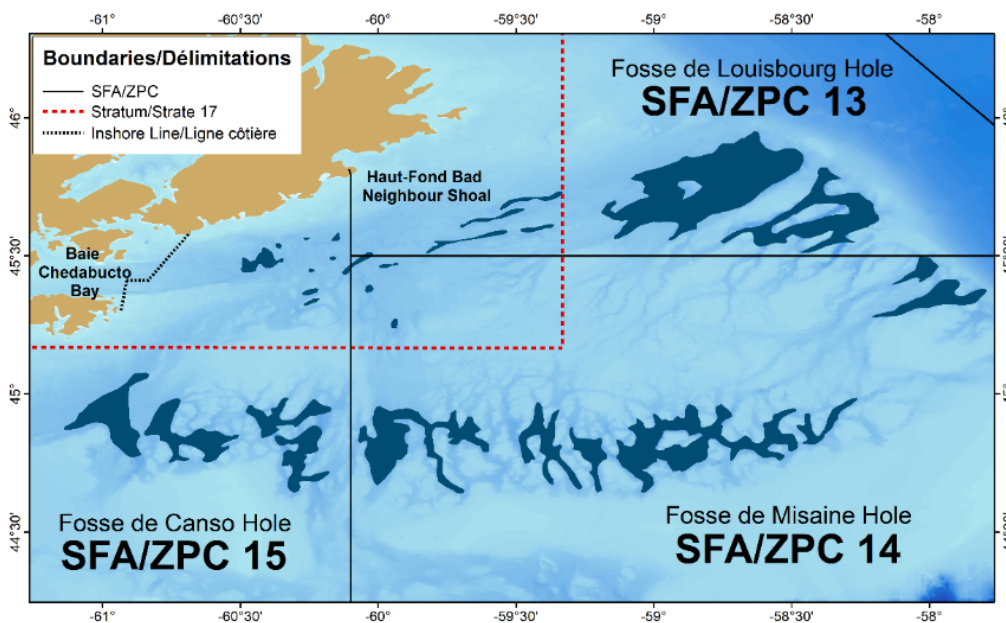 -61° -60°30' -60° -59°30' -59° -58°30' -58°
Boundaries/Délimitations
SFA/ZPC
Stratum/Strate 17
Inshore Line/Ligne côtière
Fosse de Louisbourg Hole
SFA/ZPC 13
46°
Haut-Fond Bad
Neighbour Shoal
45°30'
Baie
Chedabucto
Bay
45°
Fosse de Canso Hole
SFA/ZPC 15
Fosse de Misaine Hole
SFA/ZPC 14
44°30'
-61° -60°30' -60° -59°30' -59° -58°30' -58°